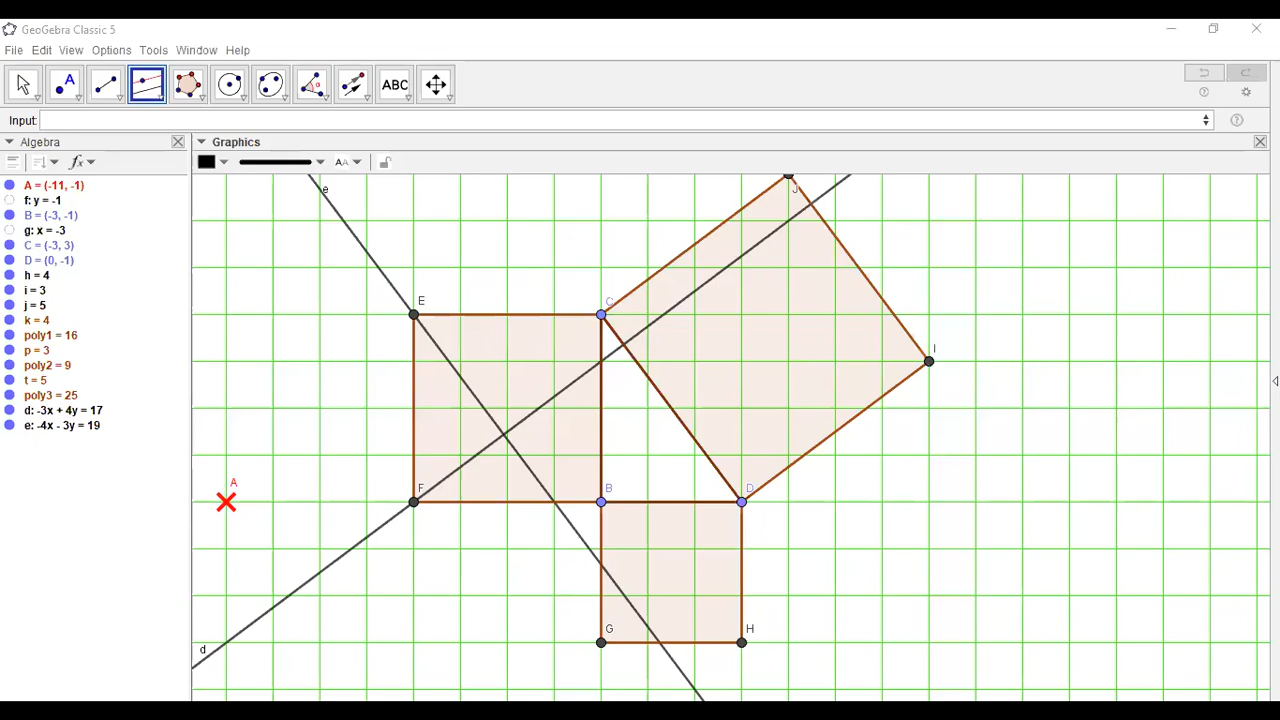 GeoGebra Classic 5
File Edit View Options Tools Window Help
A α ABC
Input:
Algebra
Graphics
fx
AA
A = (-11, -1)
f: y = -1
B = (-3, -1)
g: x = -3
C = (-3, 3)
D = (0, -1)
h = 4
i = 3
j = 5
k = 4
poly1 = 16
p = 3
poly2 = 9
t = 5
poly3 = 25
d: -3x + 4y = 17
e: -4x - 3y = 19
e
J
E
C
I
A
F
B
D
G
H
d